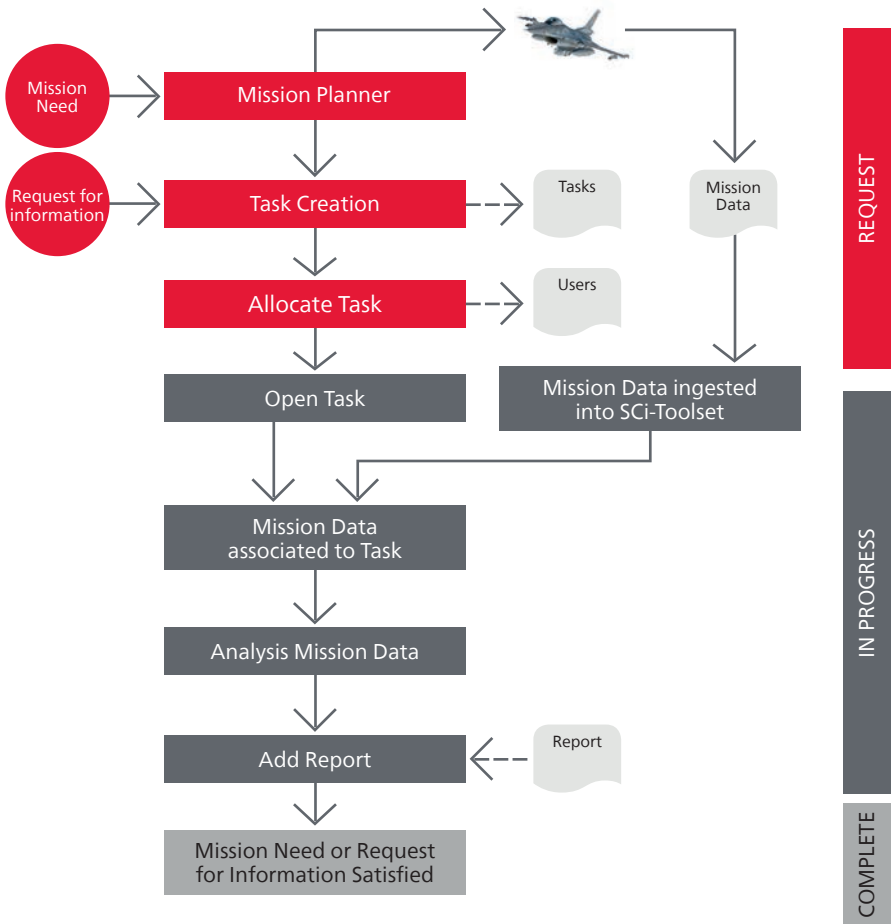 Mission
Need
Mission Planner
Request for
information
Task Creation
Tasks
Mission
Data
REQUEST
Allocate Task
Users
Open Task
Mission Data ingested
into SCi-Toolset
Mission Data
associated to Task
IN PROGRESS
Analysis Mission Data
Add Report
Report
Mission Need or Request
for Information Satisfied
COMPLETE